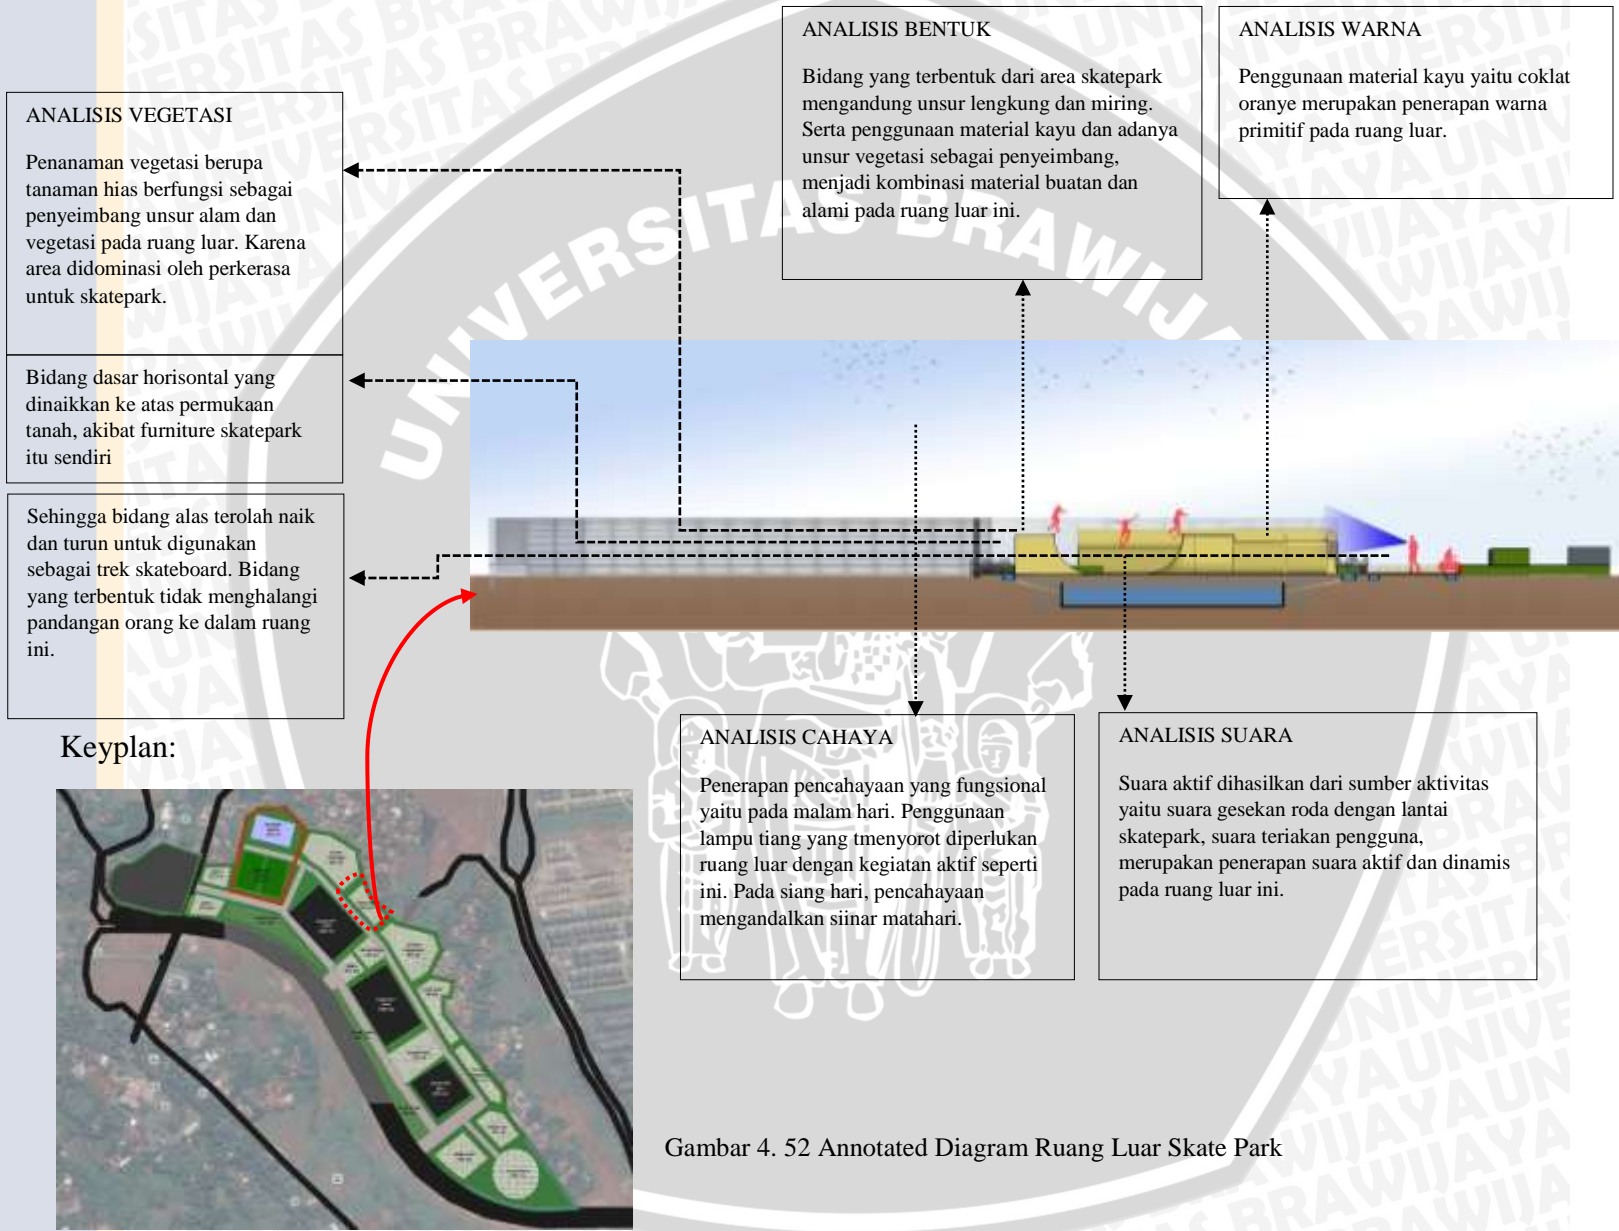 ANALISIS BENTUK
Bidang yang terbentuk dari area skatepark
mengandung unsur lengkung dan miring.
Serta penggunaan material kayu dan adanya
unsur vegetasi sebagai penyeimbang,
menjadi kombinasi material buatan dan
alami pada ruang luar ini.
ANALISIS WARNA
Penggunaan material kayu yaitu coklat
oranye merupakan penerapan warna
primitif pada ruang luar.
ANALISIS VEGETASI
Penanaman vegetasi berupa
tanaman hias berfungsi sebagai
penyeimbang unsur alam dan
vegetasi pada ruang luar. Karena
area didominasi oleh perkerasa
untuk skatepark.
Bidang dasar horisontal yang
dinaikkan ke atas permukaan
tanah, akibat furniture skatepark
itu sendiri
Sehingga bidang alas terolah naik
dan turun untuk digunakan
sebagai trek skateboard. Bidang
yang terbentuk tidak menghalangi
pandangan orang ke dalam ruang
ini.
UNIVERSITAS BRAWIJA
Keyplan:
ANALISIS CAHAYA
Penerapan pencahayaan yang fungsional
yaitu pada malam hari. Penggunaan
lampu tiang yang tmenyorot diperlukan
ruang luar dengan kegiatan aktif seperti
ini. Pada siang hari, pencahayaan
mengandalkan siinar matahari.
ANALISIS SUARA
Suara aktif dihasilkan dari sumber aktivitas
yaitu suara gesekan roda dengan lantai
skatepark, suara teriakan pengguna,
merupakan penerapan suara aktif dan dinamis
pada ruang luar ini.
Gambar 4. 52 Annotated Diagram Ruang Luar Skate Park